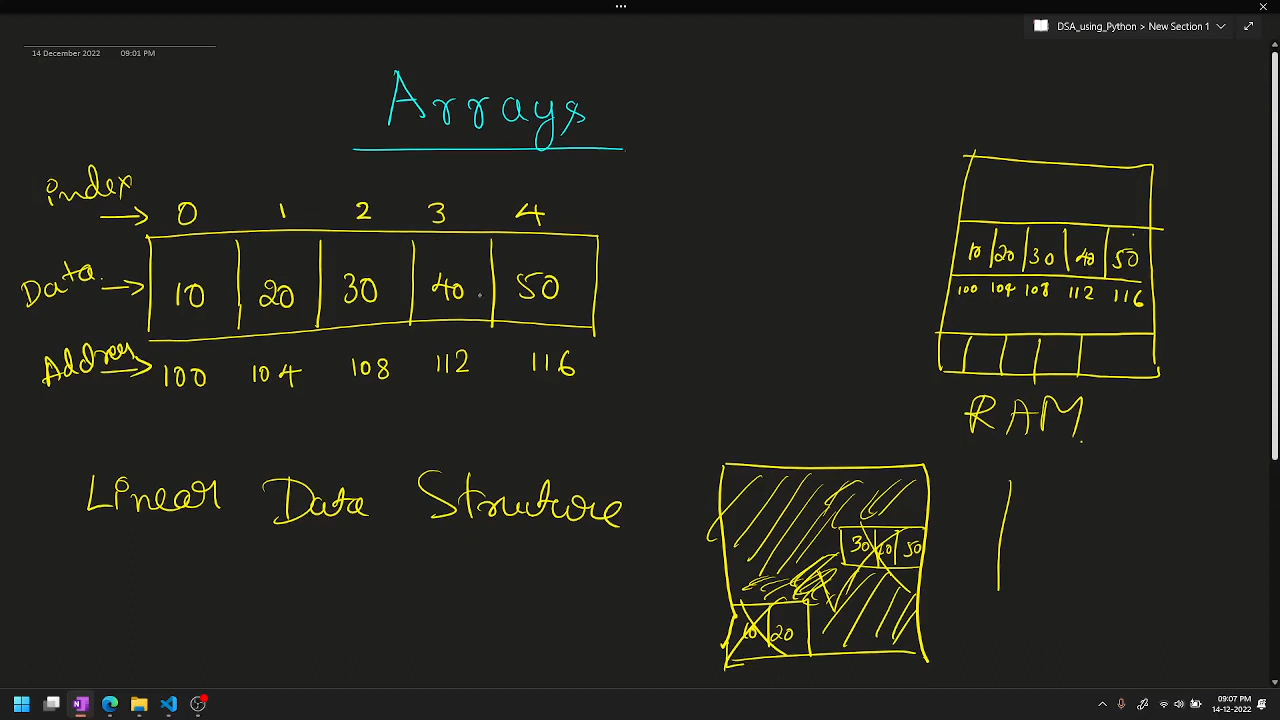 DSA_using_Python > New Section 1
14 December 2022 09:01 PM
Arrays
index
0 1 2 3 4
Data
10 20 30 40 50
Address
100 104 108 112 116
10 20 30 40 50
100 104 108 112 116
RAM
Linear Data Struture
30 40 50
10 20
09:07 PM
14-12-2022